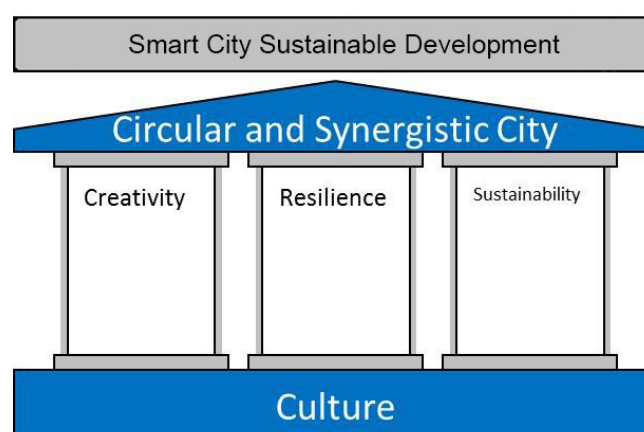 Smart City Sustainable Development
Circular and Synergistic City
Creativity
Resilience
Sustainability
Culture